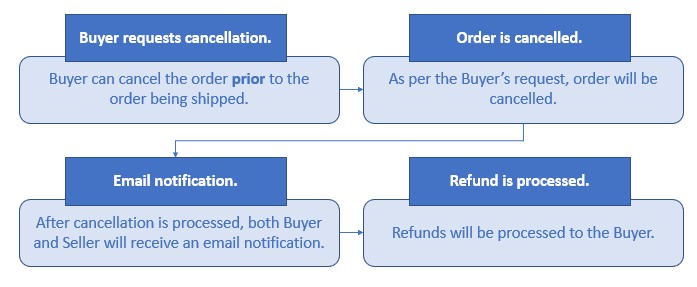 Buyer requests cancellation.
Buyer can cancel the order prior to the
order being shipped.
Order is cancelled.
As per the Buyer's request, order will be
cancelled.
Email notification.
After cancellation is processed, both Buyer
and Seller will receive an email notification.
Refund is processed.
Refunds will be processed to the Buyer.